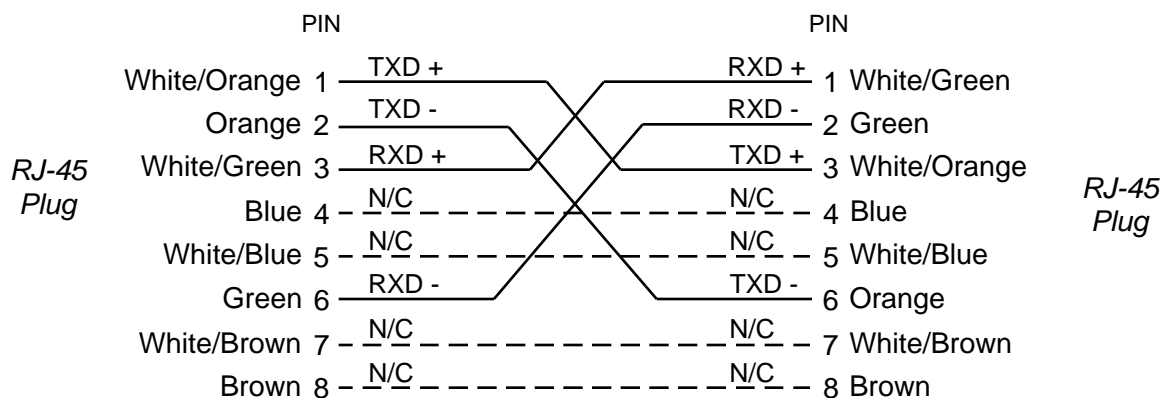 PIN PIN
White/Orange 1 TXD + RXD + 1 White/Green
Orange 2 TXD - RXD - 2 Green
White/Green 3 RXD + TXD + 3 White/Orange
RJ-45 RJ-45
Plug Plug
Blue 4 N/C N/C 4 Blue
White/Blue 5 N/C N/C 5 White/Blue
Green 6 RXD - TXD - 6 Orange
White/Brown 7 N/C N/C 7 White/Brown
Brown 8 N/C N/C 8 Brown